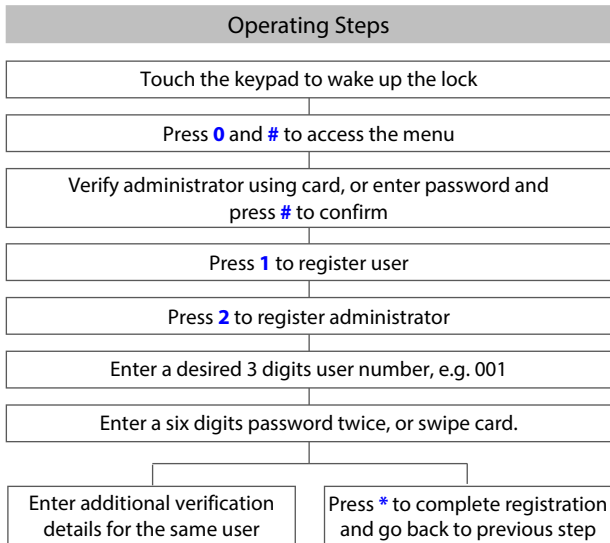 Operating Steps
Touch the keypad to wake up the lock
Press 0 and # to access the menu
Verify administrator using card, or enter password and
press # to confirm
Press 1 to register user
Press 2 to register administrator
Enter a desired 3 digits user number, e.g. 001
Enter a six digits password twice, or swipe card.
Enter additional verification
details for the same user
Press * to complete registration
and go back to previous step